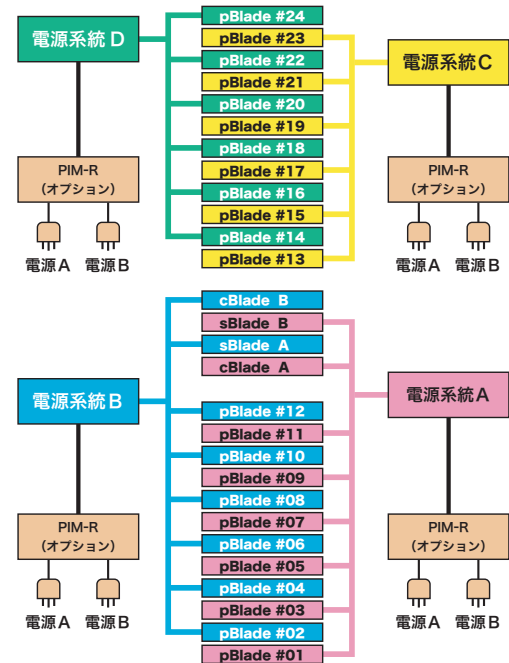 電源系統 D
pBlade #24
pBlade #23
pBlade #22
pBlade #21
pBlade #20
pBlade #19
pBlade #18
pBlade #17
pBlade #16
pBlade #15
pBlade #14
pBlade #13
電源系統C
PIM-R
(オプション)
電源A 電源B
PIM-R
(オプション)
電源A 電源B
電源系統B
cBlade B
sBlade B
sBlade A
cBlade A
pBlade #12
pBlade #11
pBlade #10
pBlade #09
pBlade #08
pBlade #07
pBlade #06
pBlade #05
pBlade #04
pBlade #03
pBlade #02
pBlade #01
電源系統A
PIM-R
(オプション)
電源A 電源B
PIM-R
(オプション)
電源A 電源B